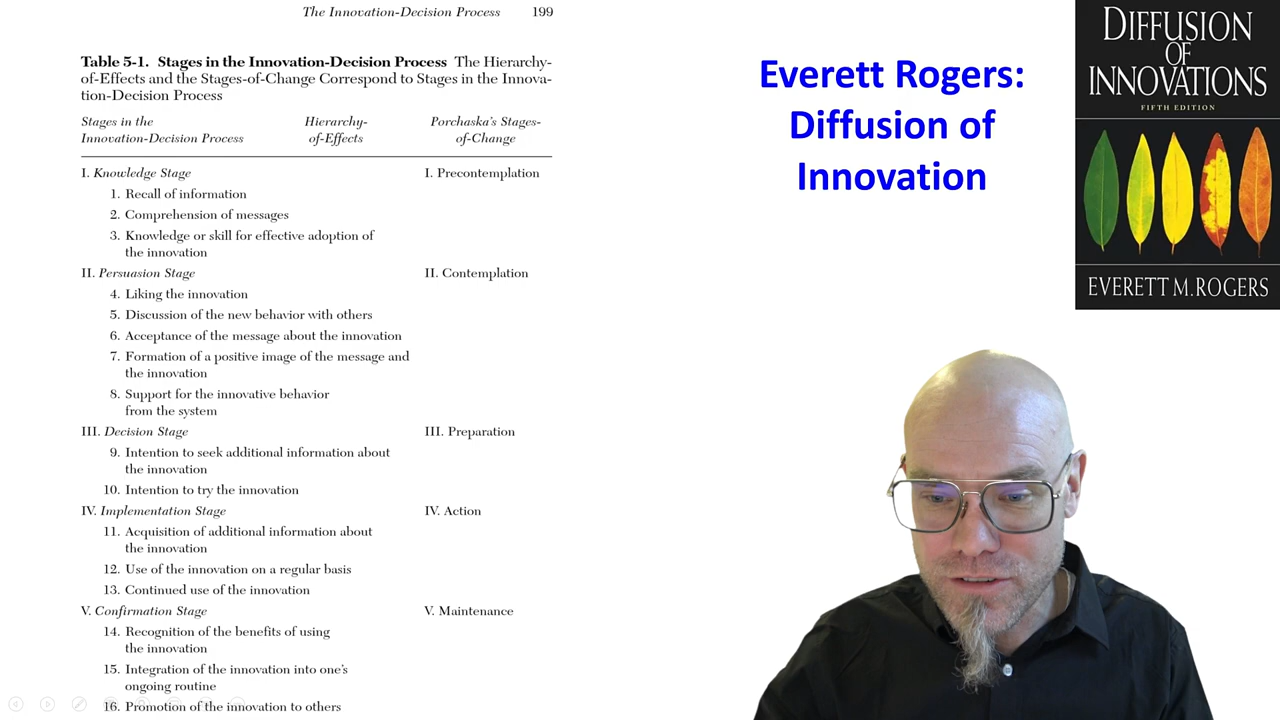 The Innovation-Decision Process 199
Table 5-1. Stages in the Innovation-Decision Process The Hierarchy-
of-Effects and the Stages-of-Change Correspond to Stages in the Innova-
tion-Decision Process
Stages in the
Innovation-Decision Process
Hierarchy-
of-Effects
Porchaska's Stages-
of-Change
I. Knowledge Stage I. Precontemplation
1. Recall of information
2. Comprehension of messages
3. Knowledge or skill for effective adoption of
the innovation
II. Persuasion Stage II. Contemplation
4. Liking the innovation
5. Discussion of the new behavior with others
6. Acceptance of the message about the innovation
7. Formation of a positive image of the message and
the innovation
8. Support for the innovative behavior
from the system
III. Decision Stage III. Preparation
9. Intention to seek additional information about
the innovation
10. Intention to try the innovation
IV. Implementation Stage IV. Action
11. Acquisition of additional information about
the innovation
12. Use of the innovation on a regular basis
13. Continued use of the innovation
V. Confirmation Stage V. Maintenance
14. Recognition of the benefits of using
the innovation
15. Integration of the innovation into one's
ongoing routine
16. Promotion of the innovation to others
Everett Rogers:
Diffusion of
Innovation
DIFFUSION
OF
INNOVATIONS
FIFTH EDITION
EVERETT M. ROGERS